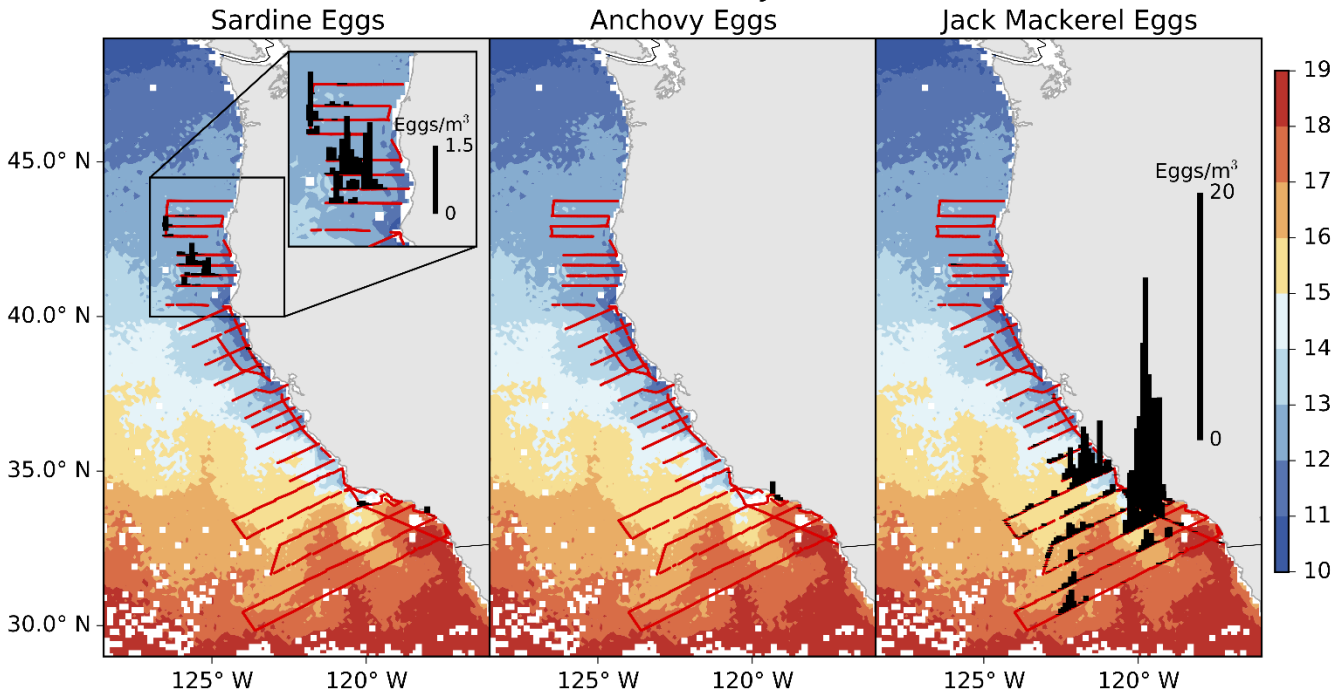 Sardine Eggs
Anchovy Eggs
Jack Mackerel Eggs
Eggs/m³
1.5
0
Eggs/m³
20
0
45.0° N
40.0° N
35.0° N
30.0° N
125° W
120° W
125° W
120° W
125° W
120° W
19
18
17
16
15
14
13
12
11
10